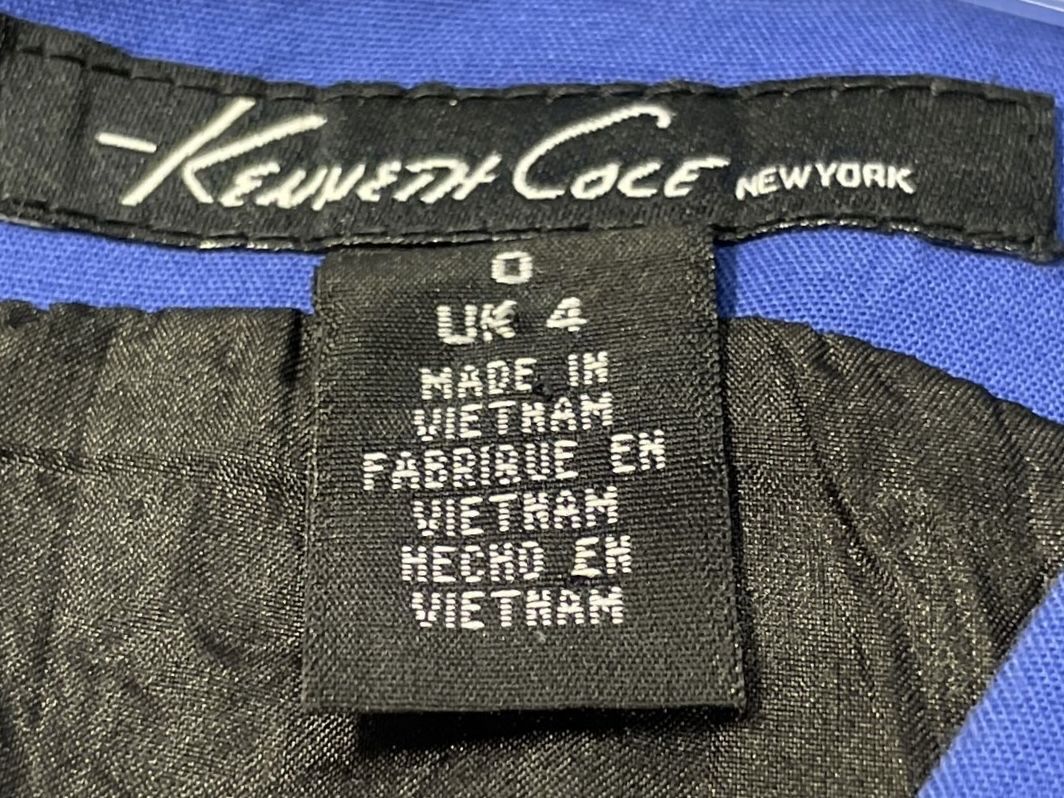 KENNETH COLE NEW YORK
0
UK 4
MADE IN
VIETNAM
FABRIQUE EN
VIETNAM
HECHO EN
VIETNAM